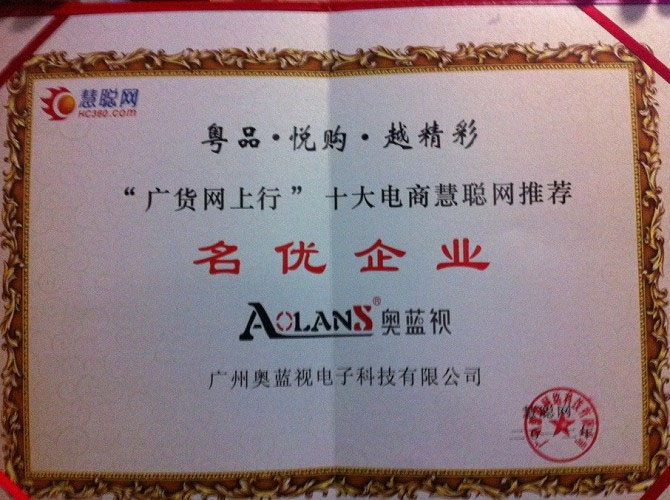 慧聪网
HC360.com
粤品·悦购·越精彩
“广货网上行” 十大电商慧聪网推荐
名优企业
AOLANS® 奥蓝视
广州奥蓝视电子科技有限公司
慧聪网